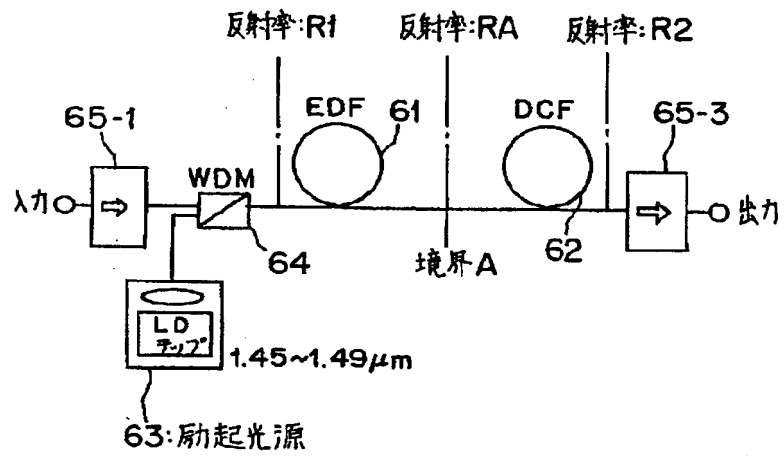 反射率:R1
反射率:RA
反射率:R2
EDF
61
DCF
65-1
65-3
WDM
入力
出力
64
境界A
62
LD
チップ
1.45~1.49μm
63:励起光源